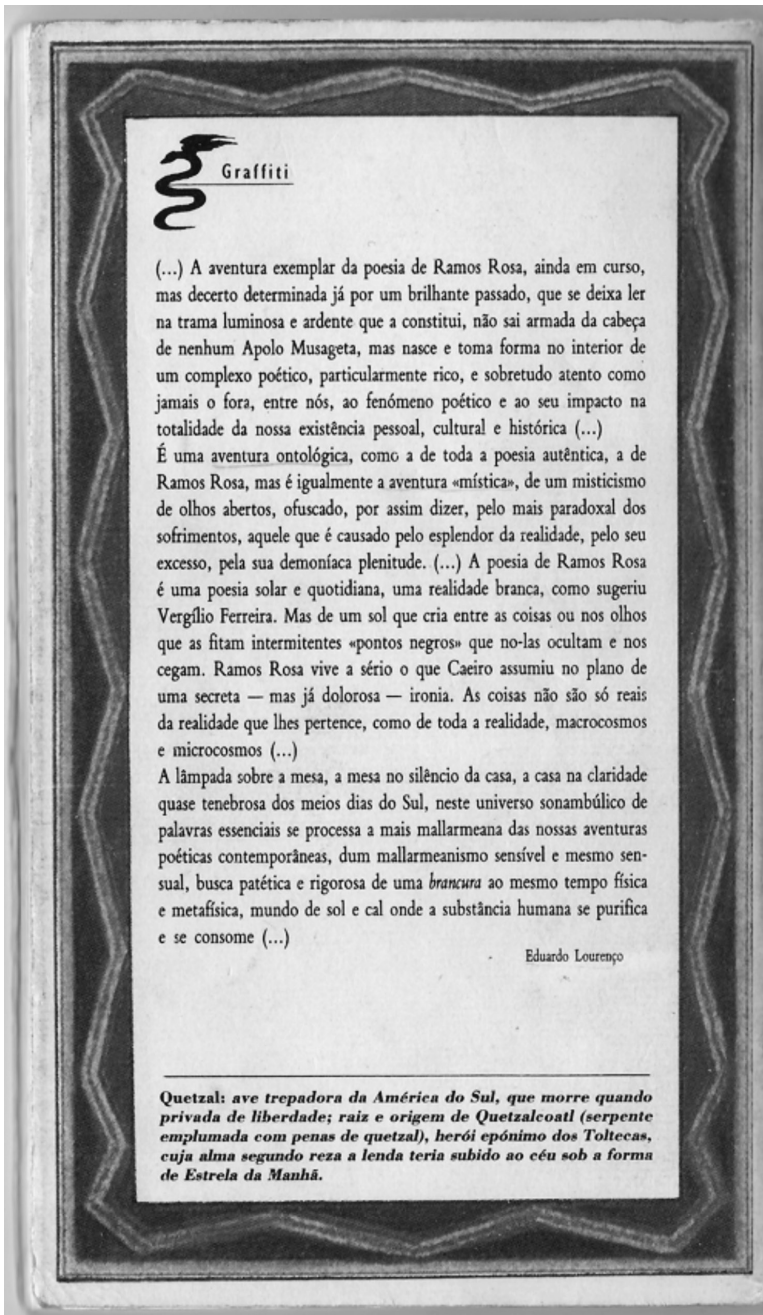 Graffiti
(...) A aventura exemplar da poesia de Ramos Rosa, ainda em curso,
mas decerto determinada já por um brilhante passado, que se deixa ler
na trama luminosa e ardente que a constitui, não sai armada da cabeça
de nenhum Apolo Musageta, mas nasce e toma forma no interior de
um complexo poético, particularmente rico, e sobretudo atento como
jamais o fora, entre nós, ao fenómeno poético e ao seu impacto na
totalidade da nossa existência pessoal, cultural e histórica (...)
É uma aventura ontológica, como a de toda a poesia autêntica, a de
Ramos Rosa, mas é igualmente a aventura «mística», de um misticismo
de olhos abertos, ofuscado, por assim dizer, pelo mais paradoxal dos
sofrimentos, aquele que é causado pelo esplendor da realidade, pelo seu
excesso, pela sua demoníaca plenitude. (...) A poesia de Ramos Rosa
é uma poesia solar e quotidiana, uma realidade branca, como sugeriu
Vergílio Ferreira. Mas de um sol que cria entre as coisas ou nos olhos
que as fitam intermitentes «pontos negros» que no-las ocultam e nos
cegam. Ramos Rosa vive a sério o que Caeiro assumiu no plano de
uma secreta — mas já dolorosa — ironia. As coisas não são só reais
da realidade que lhes pertence, como de toda a realidade, macrocosmos
e microcosmos (...)
A lâmpada sobre a mesa, a mesa no silêncio da casa, a casa na claridade
quase tenebrosa dos meios dias do Sul, neste universo sonambúlico de
palavras essenciais se processa a mais mallarmeana das nossas aventuras
poéticas contemporâneas, dum mallarmeanismo sensível e mesmo sen-
sual, busca patética e rigorosa de uma brancura ao mesmo tempo física
e metafísica, mundo de sol e cal onde a substância humana se purifica
e se consome (...)
Eduardo Lourenço
Quetzal: ave trepadora da América do Sul, que morre quando
privada de liberdade; raiz e origem de Quetzalcoatl (serpente
emplumada com penas de quetzal), herói epónimo dos Toltecas,
cuja alma segundo reza a lenda teria subido ao céu sob a forma
de Estrela da Manhã.